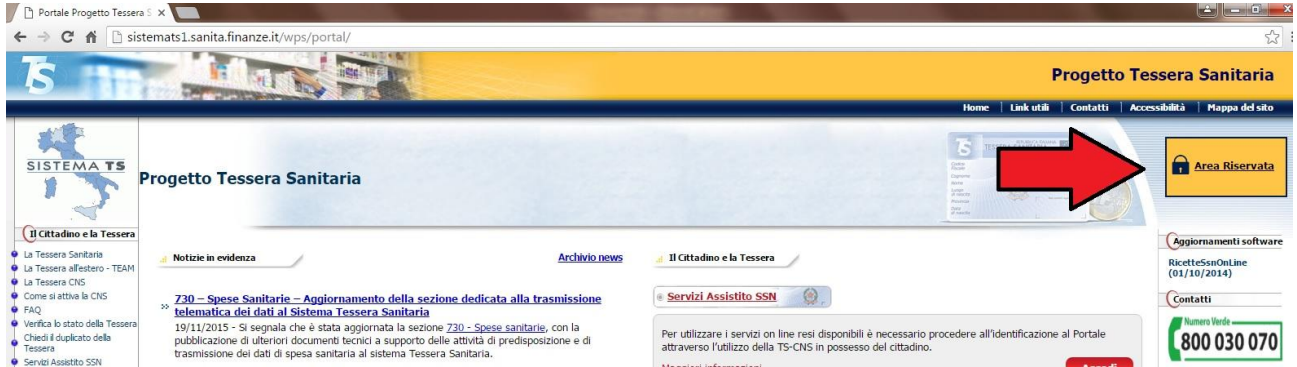 Portale Progetto Tessera S
sistemats1.sanita.finanze.it/wps/portal/
TS
Progetto Tessera Sanitaria
Home | Link utili | Contatti | Accessibilità | Mappa del sito
SISTEMA TS
Progetto Tessera Sanitaria
TS
Area Riservata
Il Cittadino e la Tessera
La Tessera Sanitaria
La Tessera all'estero - TEAM
La Tessera CNS
Come si attiva la CNS
FAQ
Verifica lo stato della Tessera
Chiedi il duplicato della
Tessera
Servizi Assistito SSN
Notizie in evidenza
Archivio news
730 – Spese Sanitarie – Aggiornamento della sezione dedicata alla trasmissione
telematica dei dati al Sistema Tessera Sanitaria
19/11/2015 - Si segnala che è stata aggiornata la sezione 730 - Spese sanitarie, con la
pubblicazione di ulteriori documenti tecnici a supporto delle attività di predisposizione e di
trasmissione dei dati di spesa sanitaria al sistema Tessera Sanitaria.
Il Cittadino e la Tessera
Servizi Assistito SSN
Per utilizzare i servizi on line resi disponibili è necessario procedere all'identificazione al Portale
attraverso l'utilizzo della TS-CNS in possesso del cittadino.
Maggiori informazioni
Accedi
Aggiornamenti software
RicetteSsnOnLine
(01/10/2014)
Contatti
Numero Verde
800 030 070